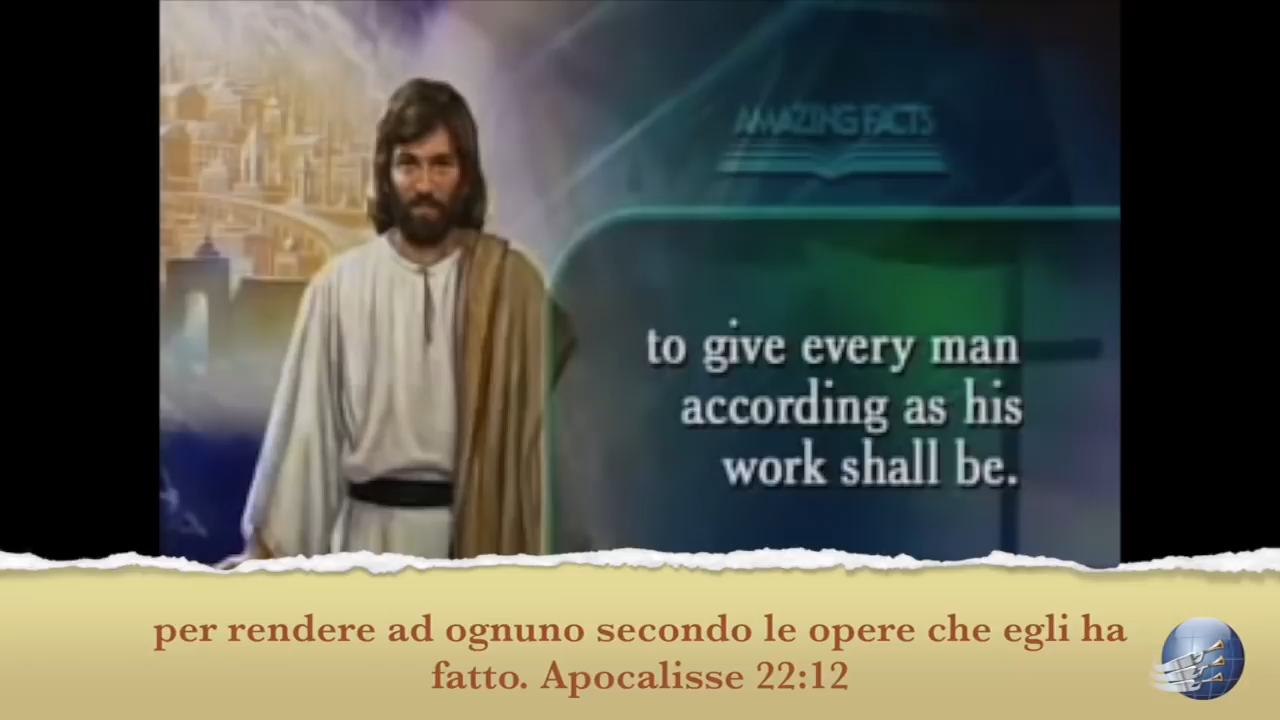 AMAZING FACTS
to give every man
according as his
work shall be.
per rendere ad ognuno secondo le opere che egli ha
fatto. Apocalisse 22:12